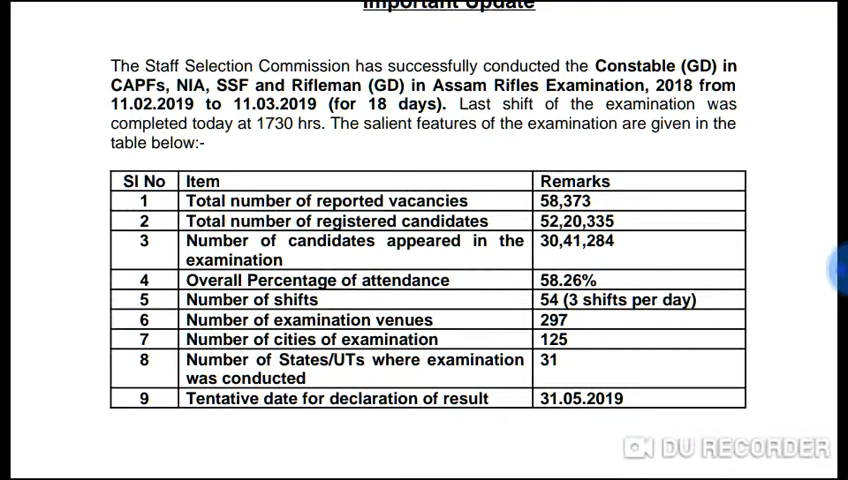 Important Update
The Staff Selection Commission has successfully conducted the Constable (GD) in
CAPFs, NIA, SSF and Rifleman (GD) in Assam Rifles Examination, 2018 from
11.02.2019 to 11.03.2019 (for 18 days). Last shift of the examination was
completed today at 1730 hrs. The salient features of the examination are given in the
table below:-
Sl No Item Remarks
1 Total number of reported vacancies 58,373
2 Total number of registered candidates 52,20,335
3 Number of candidates appeared in the 30,41,284
examination
4 Overall Percentage of attendance 58.26%
5 Number of shifts 54 (3 shifts per day)
6 Number of examination venues 297
7 Number of cities of examination 125
8 Number of States/UTs where examination 31
was conducted
9 Tentative date for declaration of result 31.05.2019
DU RECORDER